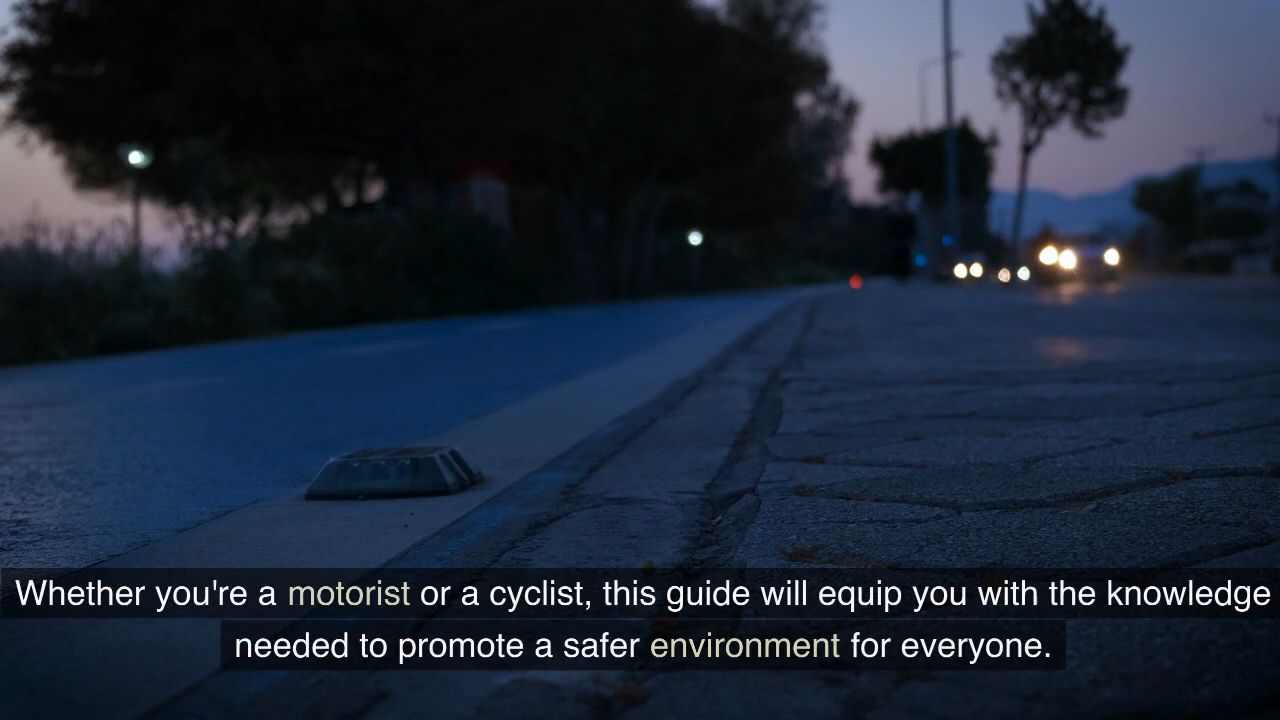 Whether you're a motorist or a cyclist, this guide will equip you with the knowledge
needed to promote a safer environment for everyone.